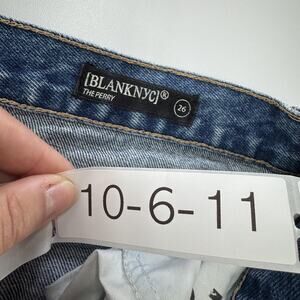 [BLANKNYC]®
THE PERRY
26
10-6-11